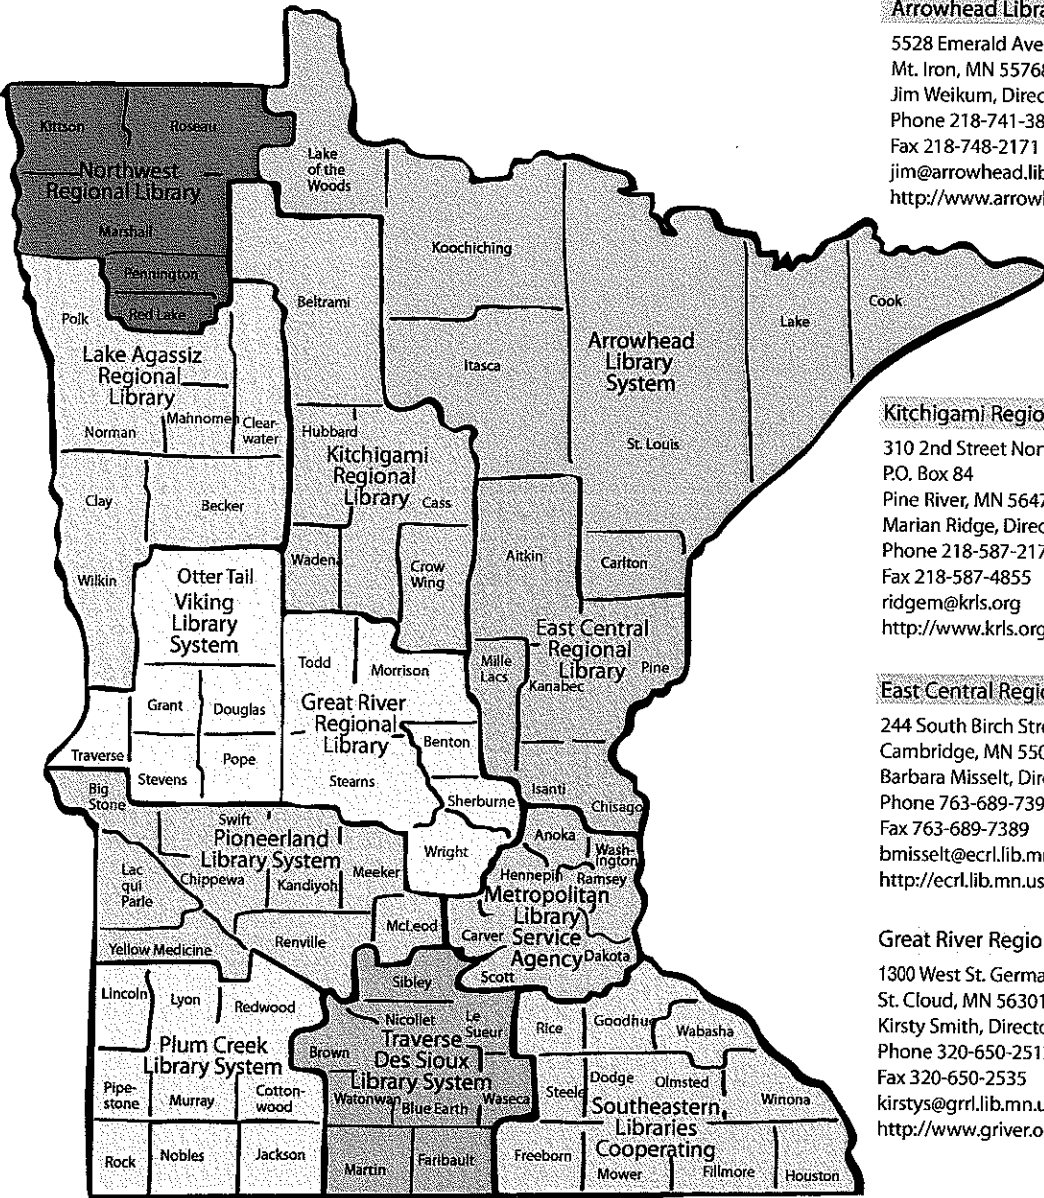 Kittson
Roseau
Northwest
Regional Library
Marshall
Pennington
Red Lake
Lake
of the
Woods
Koochiching
Beltrami
Itasca
Arrowhead
Library
System
St. Louis
Lake
Cook
Polk
Lake Agassiz
Regional
Library
Mahnomen
Clear-
water
Norman
Clay
Becker
Wilkin
Hubbard
Kitchigami
Regional
Library
Cass
Waden
Crow
Wing
Aitkin
Carlton
Otter Tail
Viking
Library
System
Grant
Douglas
Traverse
Stevens
Pope
Todd
Morrison
Great River
Regional
Library
Benton
Stearns
Sherburne
Wright
East Central
Regional
Library
Mille
Lacs
Kanabec
Pine
Isanti
Chisago
Big
Stone
Swift
Pioneerland
Library System
Lac
qui
Parle
Chippewa
Kandiyohi
Meeker
McLeod
Renville
Yellow Medicine
Anoka
Wash-
ington
Hennepin
Ramsey
Metropolitan
Library
Service
Agency
Carver
Dakota
Scott
Lincoln
Lyon
Redwood
Plum Creek
Library System
Pipe-
stone
Murray
Cotton-
wood
Rock
Nobles
Jackson
Sibley
Nicollet
Le
Sueur
Traverse
Des Sioux
Library System
Brown
Watonwan
Blue Earth
Waseca
Martin
Faribault
Rice
Goodhu
Wabasha
Steele
Dodge
Olmsted
Winona
Southeastern
Libraries
Cooperating
Freeborn
Mower
Fillmore
Houston
Arrowhead Libra
5528 Emerald Ave
Mt. Iron, MN 55768
Jim Weikum, Direc
Phone 218-741-38
Fax 218-748-2171
jim@arrowhead.lib
http://www.arrowh
Kitchigami Regio
310 2nd Street Nor
P.O. Box 84
Pine River, MN 5647
Marian Ridge, Direc
Phone 218-587-217
Fax 218-587-4855
ridgem@krls.org
http://www.krls.org
East Central Regio
244 South Birch Stre
Cambridge, MN 550
Barbara Misselt, Dire
Phone 763-689-739
Fax 763-689-7389
bmisselt@ecrl.lib.mn
http://ecrl.lib.mn.us
Great River Regio
1300 West St. Germa
St. Cloud, MN 56301
Kirsty Smith, Directo
Phone 320-650-251
Fax 320-650-2535
kirstys@grrl.lib.mn.u
http://www.griver.o